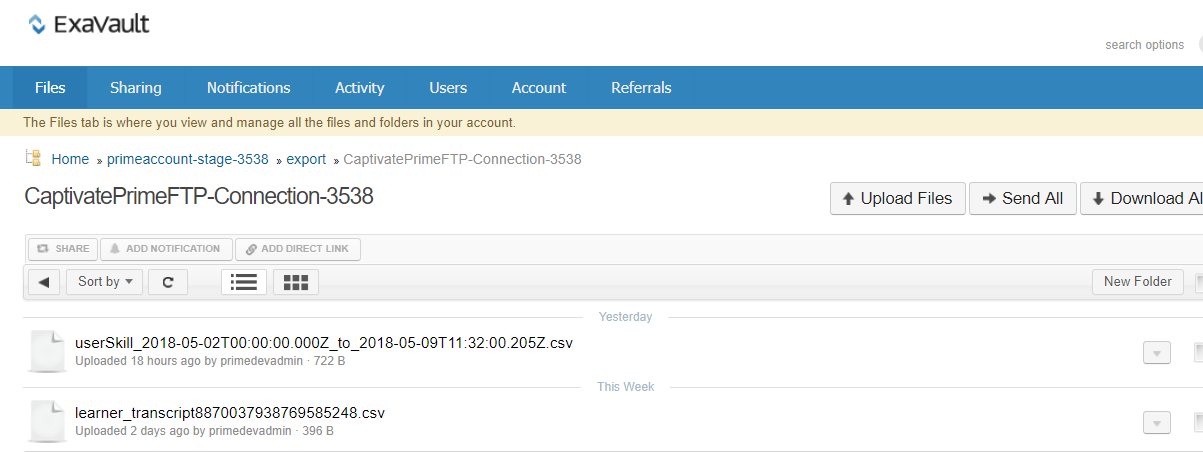 ExaVault
search options
Files Sharing Notifications Activity Users Account Referrals
The Files tab is where you view and manage all the files and folders in your account.
Home » primeaccount-stage-3538 » export » CaptivatePrimeFTP-Connection-3538
CaptivatePrimeFTP-Connection-3538
Upload Files Send All Download Al
SHARE ADD NOTIFICATION ADD DIRECT LINK
Sort by New Folder
Yesterday
userSkill_2018-05-02T00:00:00.000Z_to_2018-05-09T11:32:00.205Z.csv
Uploaded 18 hours ago by primedevadmin · 722 B
This Week
learner_transcript8870037938769585248.csv
Uploaded 2 days ago by primedevadmin · 396 B